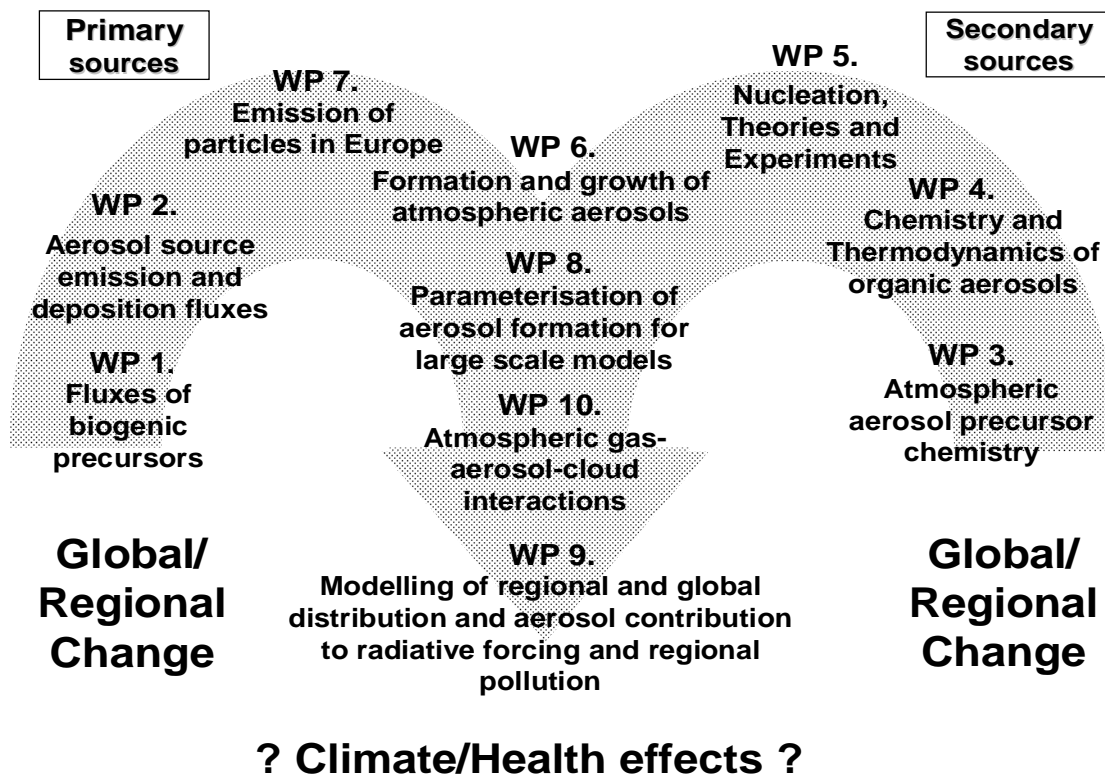 Primary
sources
Secondary
sources
WP 7.
Emission of
particles in Europe
WP 5.
Nucleation,
Theories and
Experiments
WP 6.
Formation and growth of
atmospheric aerosols
WP 2.
Aerosol source
emission and
deposition fluxes
WP 4.
Chemistry and
Thermodynamics of
organic aerosols
WP 8.
Parameterisation of
aerosol formation for
large scale models
WP 1.
Fluxes of
biogenic
precursors
WP 3.
Atmospheric
aerosol precursor
chemistry
WP 10.
Atmospheric gas-
aerosol-cloud
interactions
Global/
Regional
Change
WP 9.
Modelling of regional and global
distribution and aerosol contribution
to radiative forcing and regional
pollution
Global/
Regional
Change
? Climate/Health effects ?